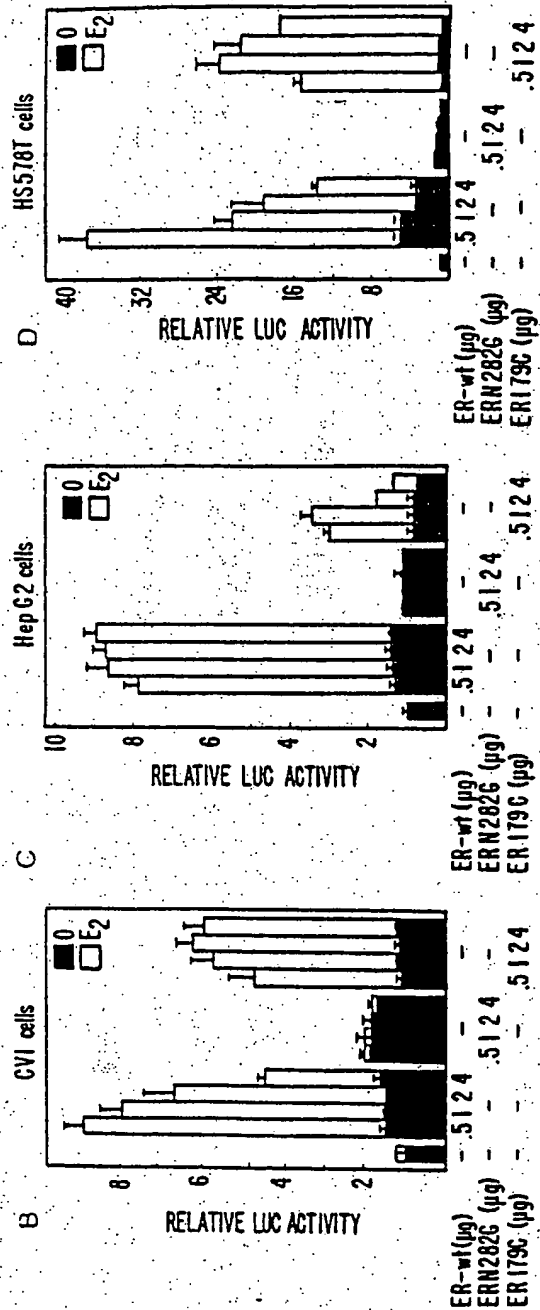 B
CVI cells
0
E2
8
6
4
2
RELATIVE LUC ACTIVITY
ER-wt(µg) - .5 1 2 4 - -
ERN282G (µg) - - .5 1 2 4 -
ER179C (µg) - - - .5 1 2 4
C
Hep G2 cells
0
E2
10
8
6
4
2
RELATIVE LUC ACTIVITY
ER-wt(µg) - .5 1 2 4 - -
ERN282G (µg) - - .5 1 2 4 -
ER179C (µg) - - - .5 1 2 4
D
HS578T cells
0
E2
40
32
24
16
8
RELATIVE LUC ACTIVITY
ER-wt(µg) - .5 1 2 4 - -
ERN282G (µg) - - .5 1 2 4 -
ER179C (µg) - - - .5 1 2 4